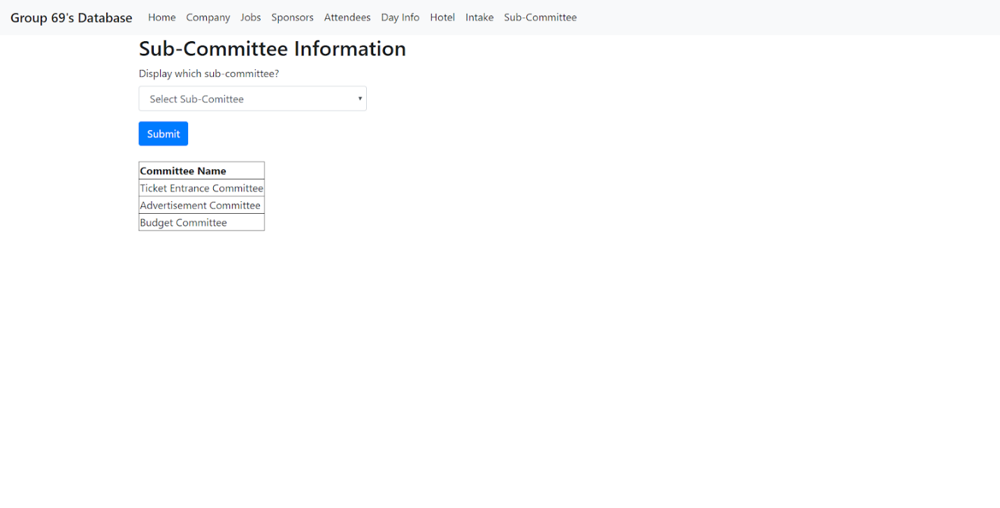 Group 69's Database Home Company Jobs Sponsors Attendees Day Info Hotel Intake Sub-Committee
Sub-Committee Information
Display which sub-committee?
Select Sub-Comittee
Submit
Committee Name
Ticket Entrance Committee
Advertisement Committee
Budget Committee